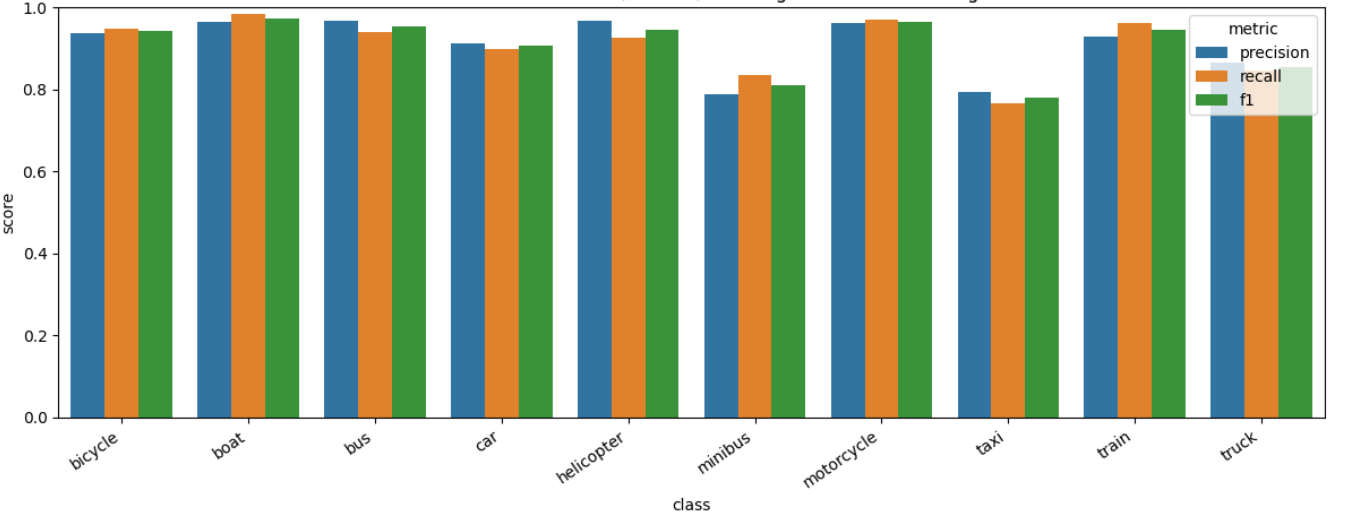 metric
precision
recall
f1
1.0
0.8
0.6
0.4
0.2
0.0
score
bicycle
boat
bus
car
helicopter
minibus
motorcycle
taxi
train
truck
class